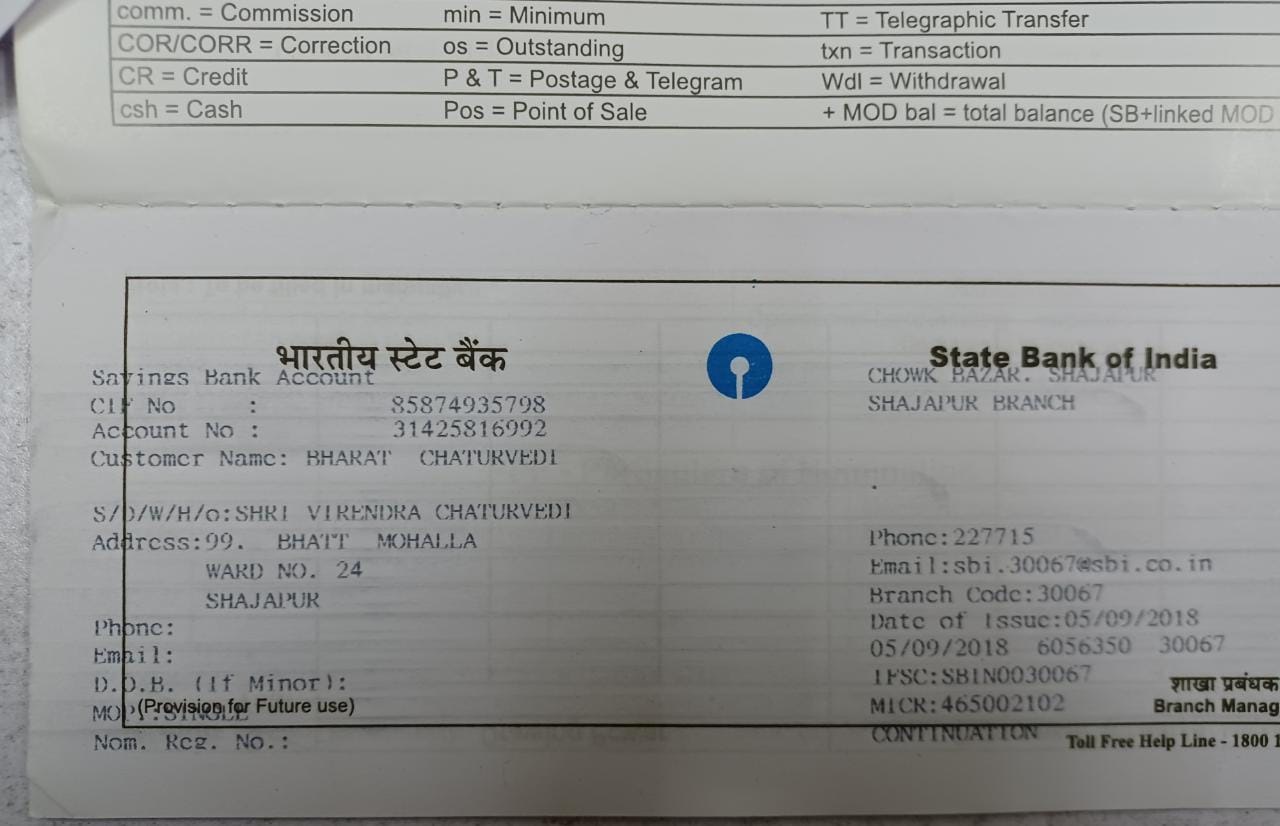 comm. = Commission min = Minimum TT = Telegraphic Transfer
COR/CORR = Correction os = Outstanding txn = Transaction
CR = Credit P & T = Postage & Telegram Wdl = Withdrawal
csh = Cash Pos = Point of Sale + MOD bal = total balance (SB+linked MOD
भारतीय स्टेट बैंक
State Bank of India
Savings Bank Account
CIF No : 85874935798
Account No : 31425816992
Customer Name: BHARAT CHATURVEDI
S/D/W/H/o:SHRI VIRENDRA CHATURVEDI
Address:99. BHATT MOHALLA
WARD NO. 24
SHAJAPUR
Phone:
Email:
D.O.B. (If Minor):
MOP:SINGLE
(Provision for Future use)
Nom. Reg. No.:
CHOWK BAZAR. SHAJAPUR
SHAJAPUR BRANCH
Phone:227715
Email:sbi.30067@sbi.co.in
Branch Code:30067
Date of Issue:05/09/2018
05/09/2018 6056350 30067
IFSC:SBIN0030067
MICR:465002102
CONTINUATION
शाखा प्रबंधक
Branch Manag
Toll Free Help Line - 1800 1